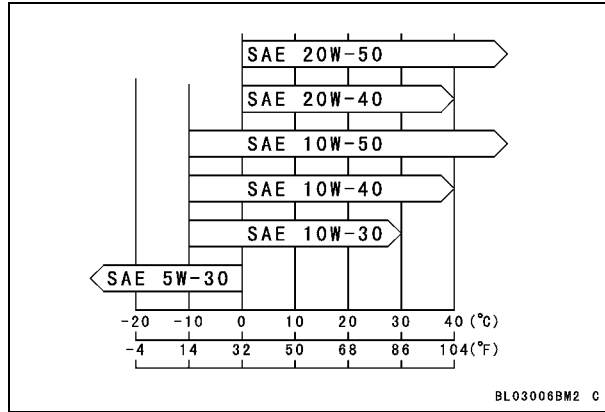 SAE 20W-50
SAE 20W-40
SAE 10W-50
SAE 10W-40
SAE 10W-30
SAE 5W-30
-20 -10 0 10 20 30 40 (°C)
-4 14 32 50 68 86 104(°F)
BL03006BM2 C